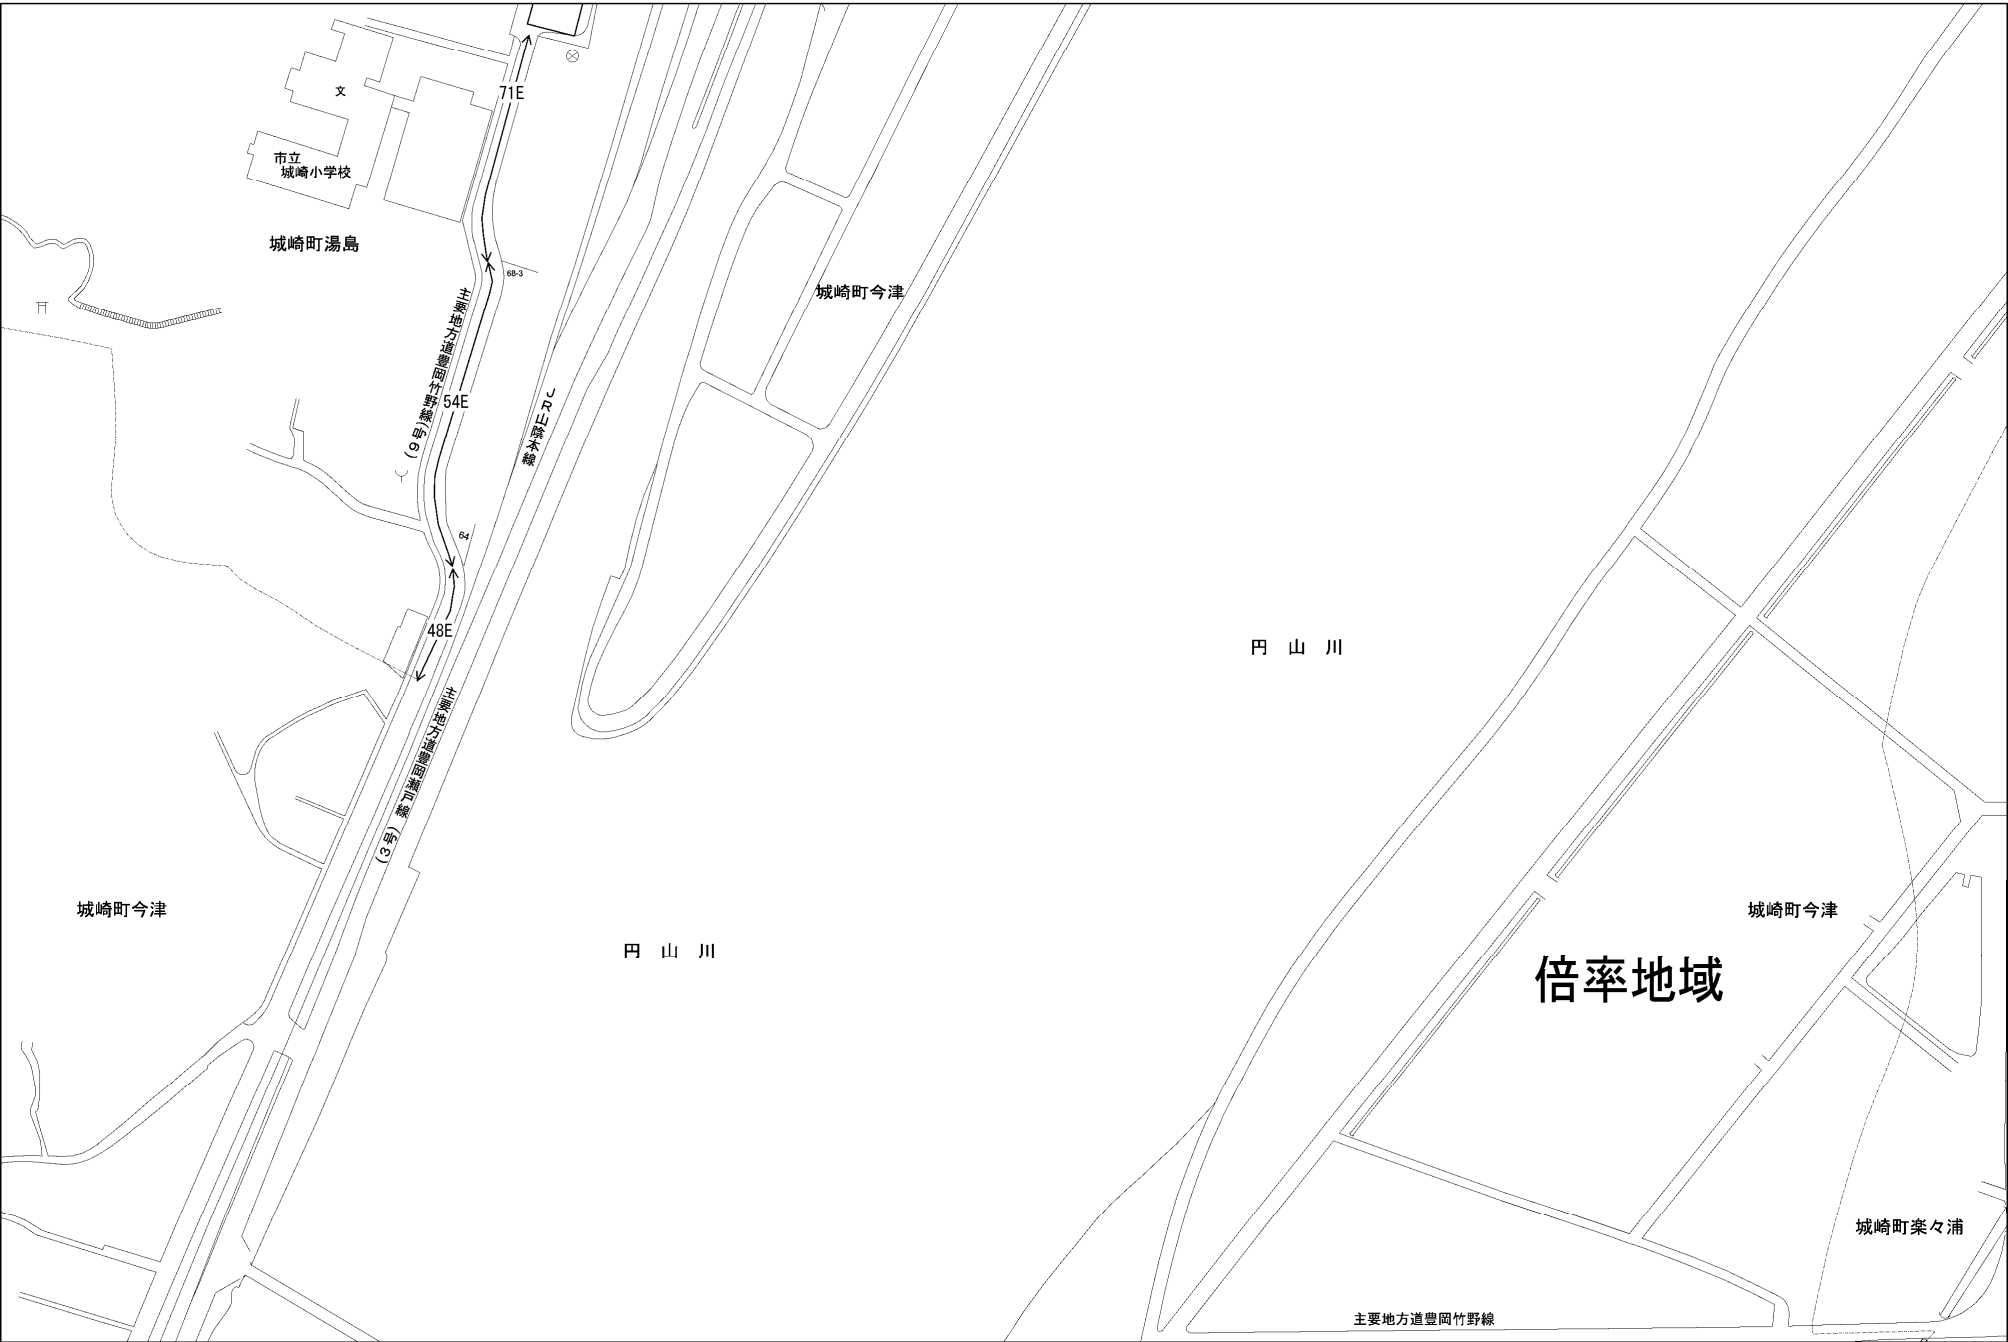 71E
文
市立
城崎小学校
城崎町湯島
68-3
城崎町今津
主要地方道豊岡竹野線
(9号)
54E
JR山陰本線
64
48E
円 山 川
主要地方道豊岡瀬戸線
(3号)
城崎町今津
城崎町今津
円 山 川
倍率地域
城崎町楽々浦
主要地方道豊岡竹野線